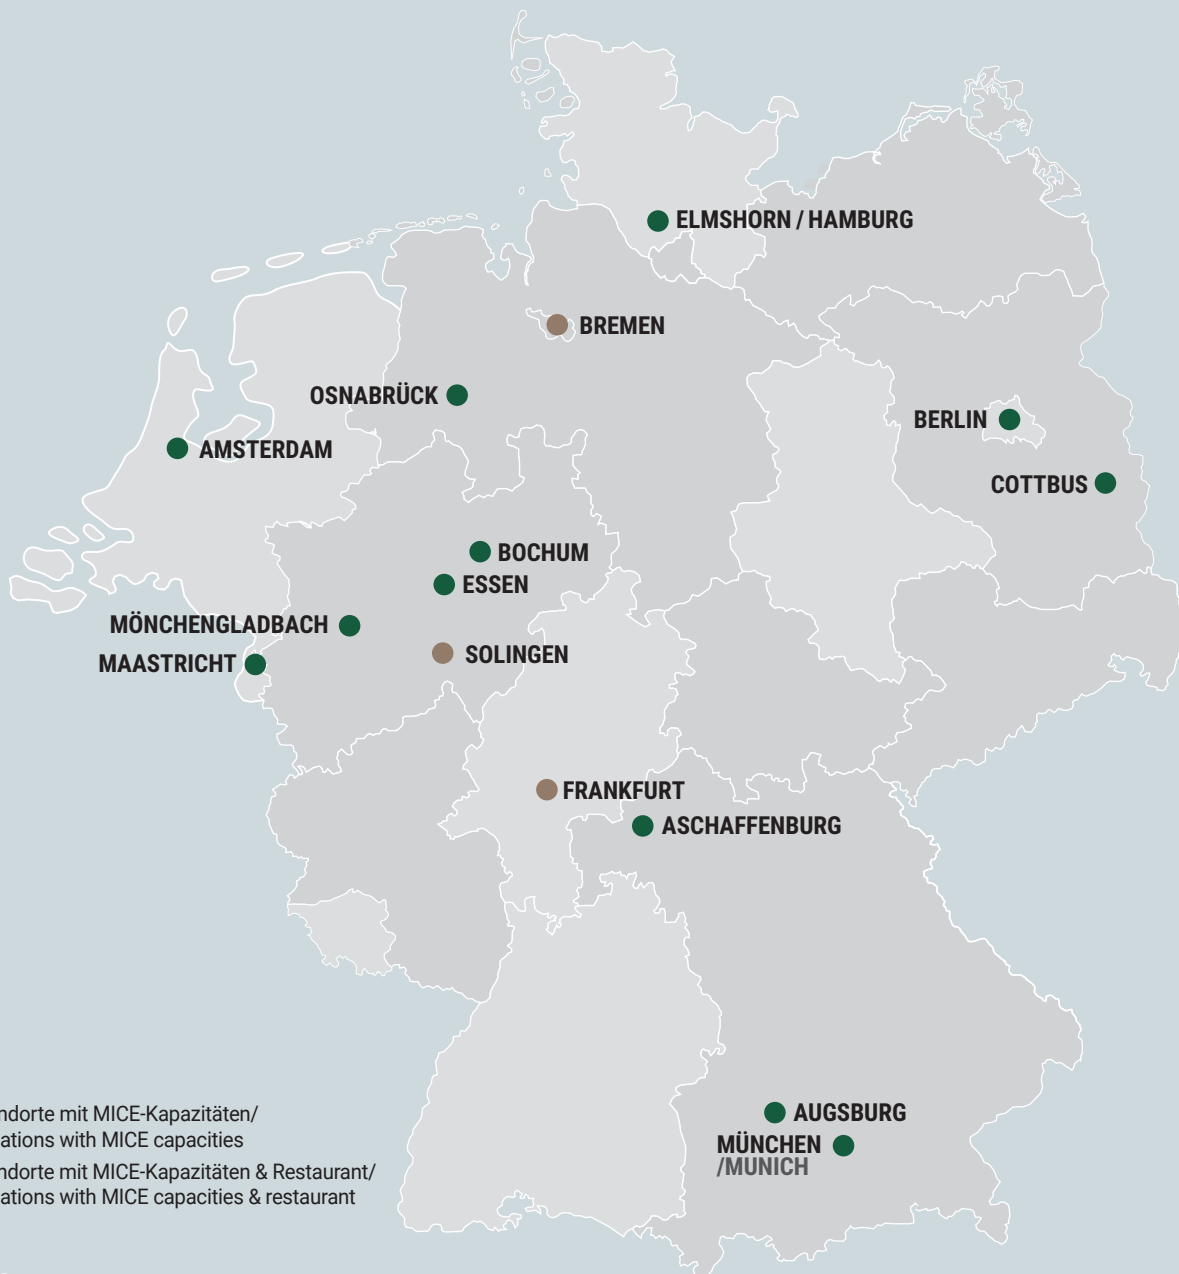 ELMSHORN / HAMBURG
BREMEN
OSNABRÜCK
BERLIN
AMSTERDAM
COTTBUS
BOCHUM
ESSEN
MÖNCHENGLADBACH
SOLINGEN
MAASTRICHT
FRANKFURT
ASCHAFFENBURG
ndorte mit MICE-Kapazitäten/
ations with MICE capacities
ndorte mit MICE-Kapazitäten & Restaurant/
ations with MICE capacities & restaurant
AUGSBURG
MÜNCHEN
/MUNICH